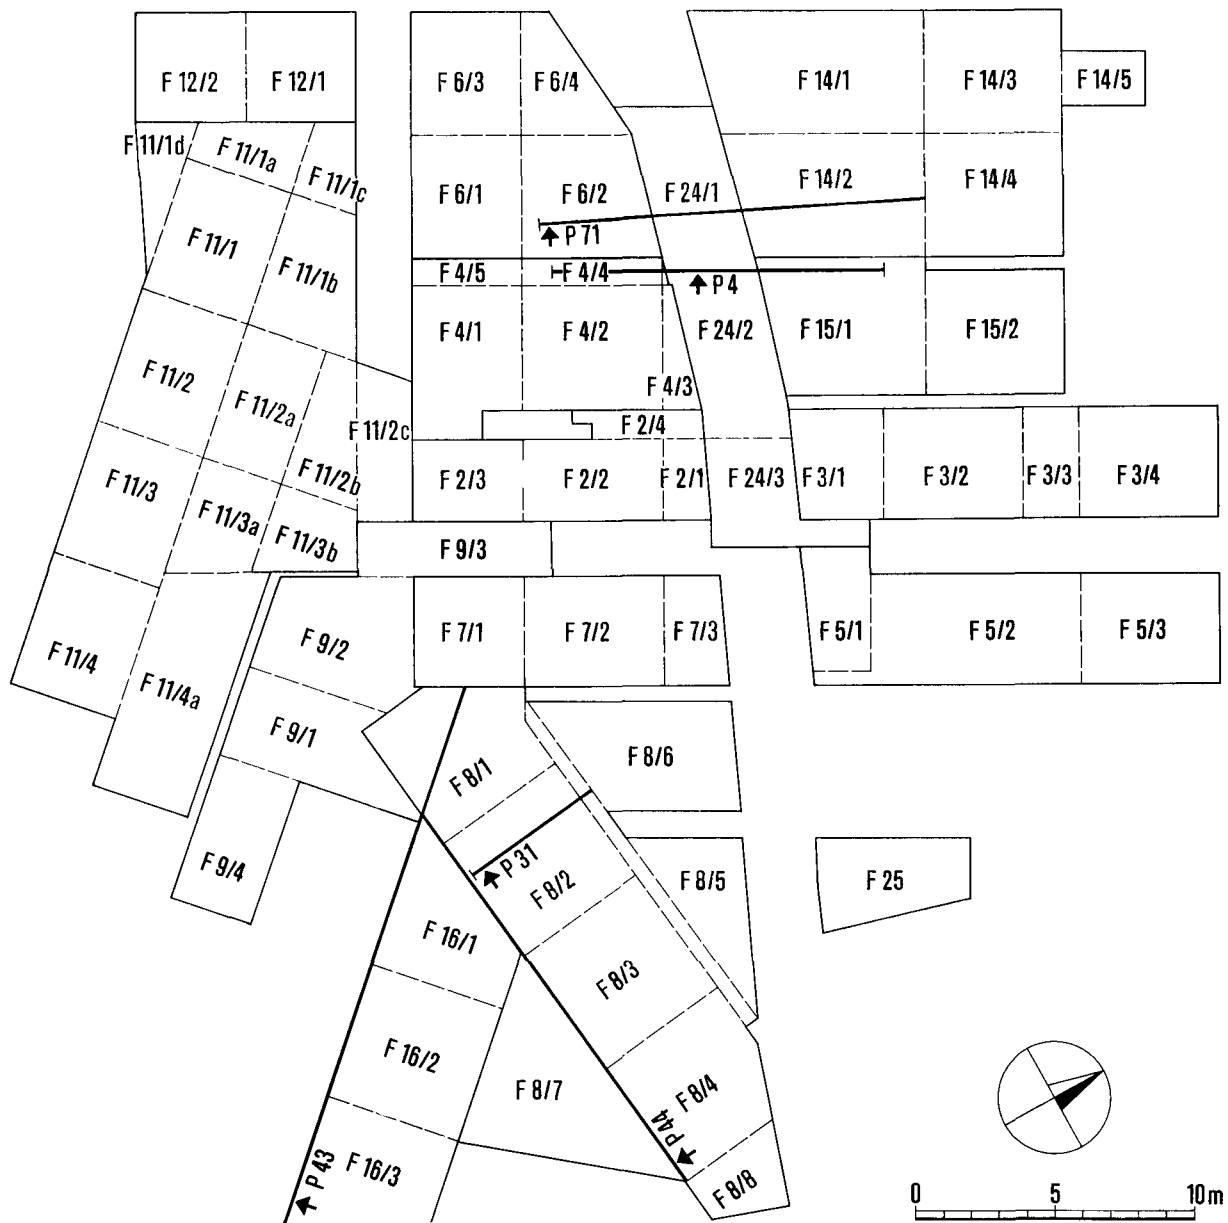 F 12/2 F 12/1 F 6/3 F 6/4 F 14/1 F 14/3 F 14/5
F 11/1d F 11/1a F 11/1c F 6/1 F 6/2 F 24/1 F 14/2 F 14/4
P 71
F 11/1 F 11/1b F 4/5 F 4/4 P 4
F 4/1 F 4/2 F 24/2 F 15/1 F 15/2
F 11/2 F 11/2a F 4/3
F 11/2c F 2/4
F 11/3 F 11/2b F 2/3 F 2/2 F 2/1 F 24/3 F 3/1 F 3/2 F 3/3 F 3/4
F 11/3a F 11/3b F 9/3
F 11/4 F 9/2 F 7/1 F 7/2 F 7/3 F 5/1 F 5/2 F 5/3
F 11/4a F 9/1 F 8/1 F 8/6
F 9/4 P 31 F 8/2 F 8/5 F 25
F 16/1 F 8/3
F 16/2 F 8/7 F 8/4
P 44
P 43 F 16/3 F 8/8
0 5 10 m